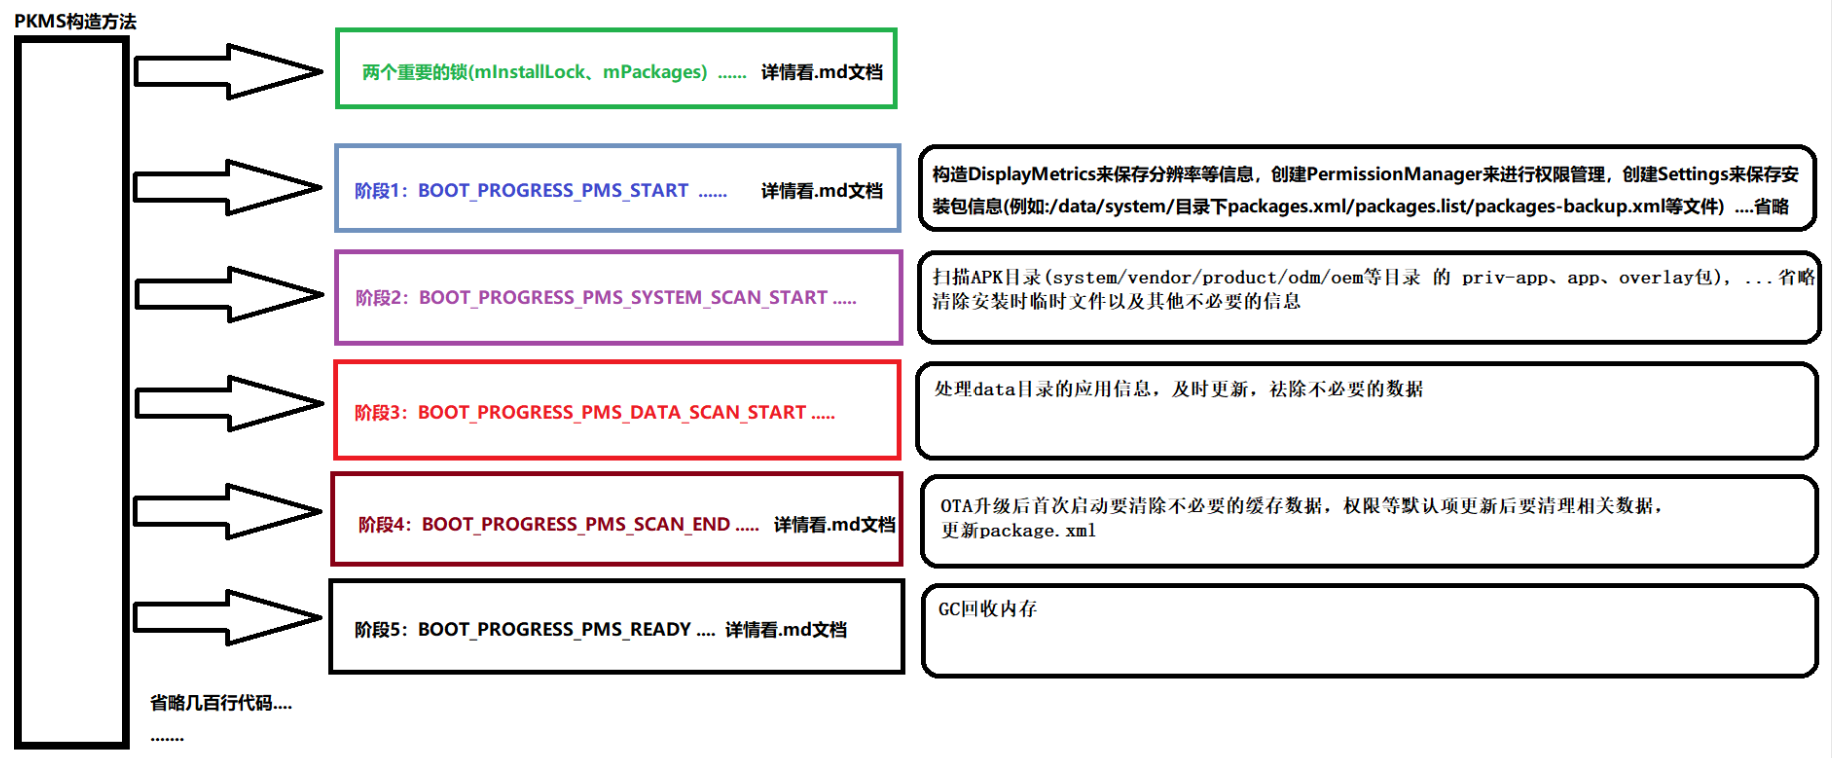 PKMS构造方法
两个重要的锁(mInstallLock、mPackages) ...... 详情看.md文档
阶段1：BOOT_PROGRESS_PMS_START ...... 详情看.md文档
构造DisplayMetrics来保存分辨率等信息，创建PermissionManager来进行权限管理，创建Settings来保存安
装包信息(例如:/data/system/目录下packages.xml/packages.list/packages-backup.xml等文件) ....省略
阶段2：BOOT_PROGRESS_PMS_SYSTEM_SCAN_START .....
扫描APK目录(system/vendor/product/odm/oem等目录 的 priv-app、app、overlay包)，...省略
清除安装时临时文件以及其他不必要的信息
阶段3：BOOT_PROGRESS_PMS_DATA_SCAN_START .....
处理data目录的应用信息，及时更新，祛除不必要的数据
阶段4：BOOT_PROGRESS_PMS_SCAN_END ..... 详情看.md文档
OTA升级后首次启动要清除不必要的缓存数据，权限等默认项更新后要清理相关数据，
更新package.xml
阶段5：BOOT_PROGRESS_PMS_READY .... 详情看.md文档
GC回收内存
省略几百行代码....
.......